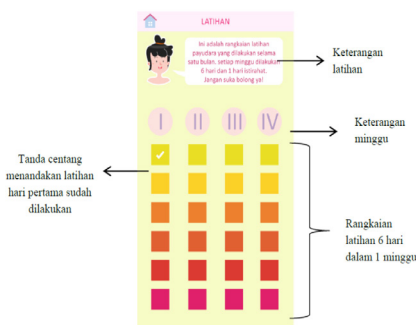 LATIHAN
Ini adalah rangkaian latihan
payudara yang dilakukan selama
satu bulan, setiap minggu dilakukan
6 hari dan 1 hari istirahat.
Jangan suka bolong ya!
Keterangan
latihan
I II III IV
Keterangan
minggu
Tanda centang
menandakan latihan
hari pertama sudah
dilakukan
Rangkaian
latihan 6 hari
dalam 1 minggu